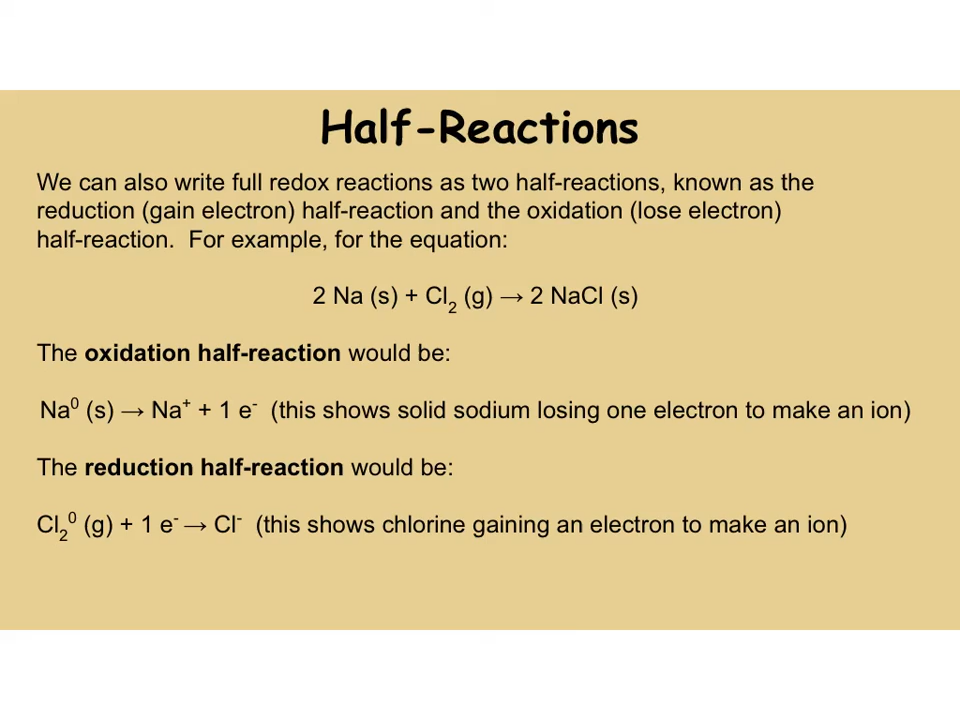 Half-Reactions
We can also write full redox reactions as two half-reactions, known as the
reduction (gain electron) half-reaction and the oxidation (lose electron)
half-reaction.  For example, for the equation:
2 Na (s) + Cl₂ (g) → 2 NaCl (s)
The oxidation half-reaction would be:
Na⁰ (s) → Na⁺ + 1 e⁻  (this shows solid sodium losing one electron to make an ion)
The reduction half-reaction would be:
Cl₂⁰ (g) + 1 e⁻ → Cl⁻  (this shows chlorine gaining an electron to make an ion)